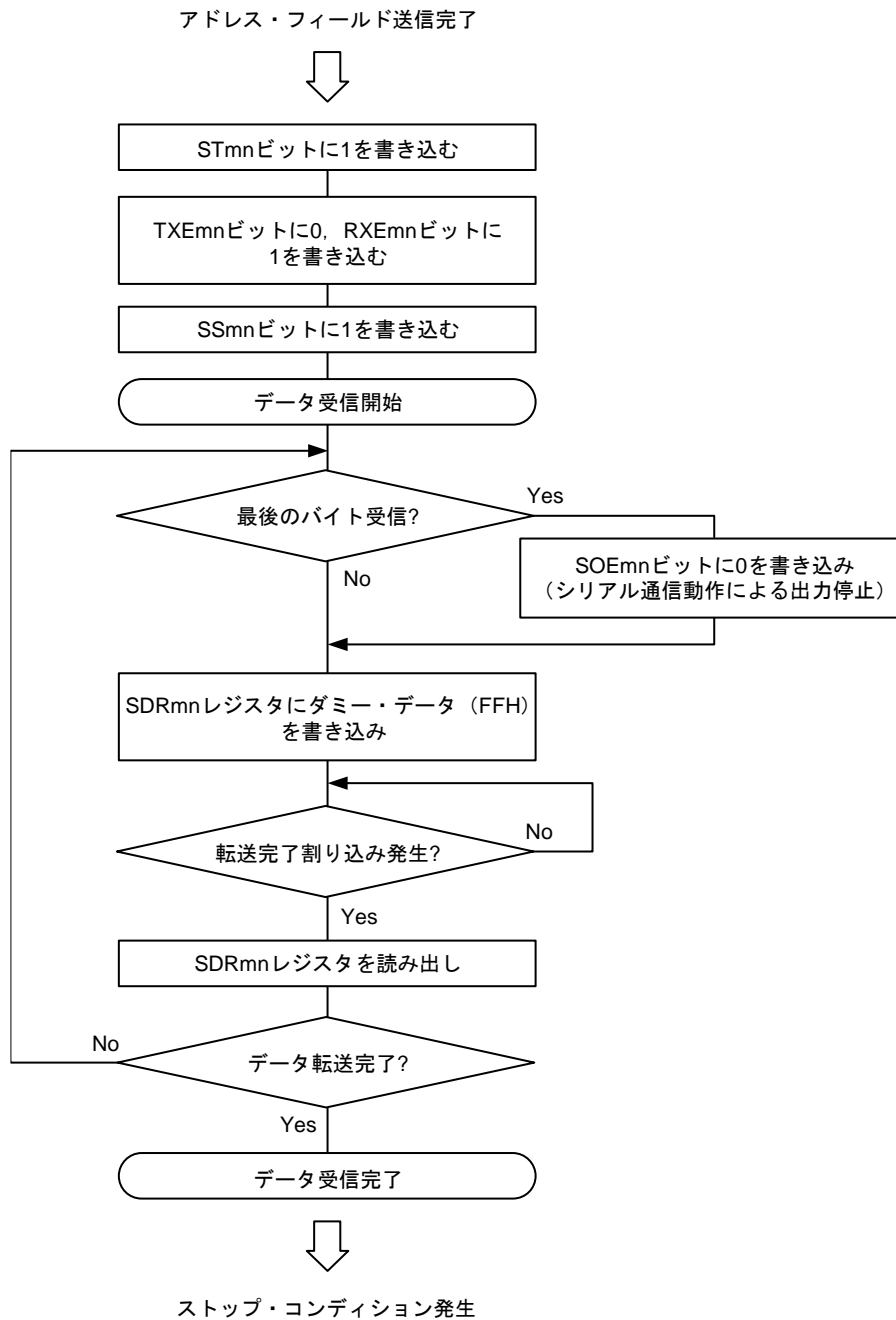 アドレス・フィールド送信完了
STmnビットに1を書き込む
TXEmnビットに0，RXEmnビットに
1を書き込む
SSmnビットに1を書き込む
データ受信開始
最後のバイト受信?
Yes
SOEmnビットに0を書き込み
（シリアル通信動作による出力停止）
No
SDRmnレジスタにダミー・データ（FFH）
を書き込み
転送完了割り込み発生?
No
Yes
SDRmnレジスタを読み出し
No
データ転送完了?
Yes
データ受信完了
ストップ・コンディション発生